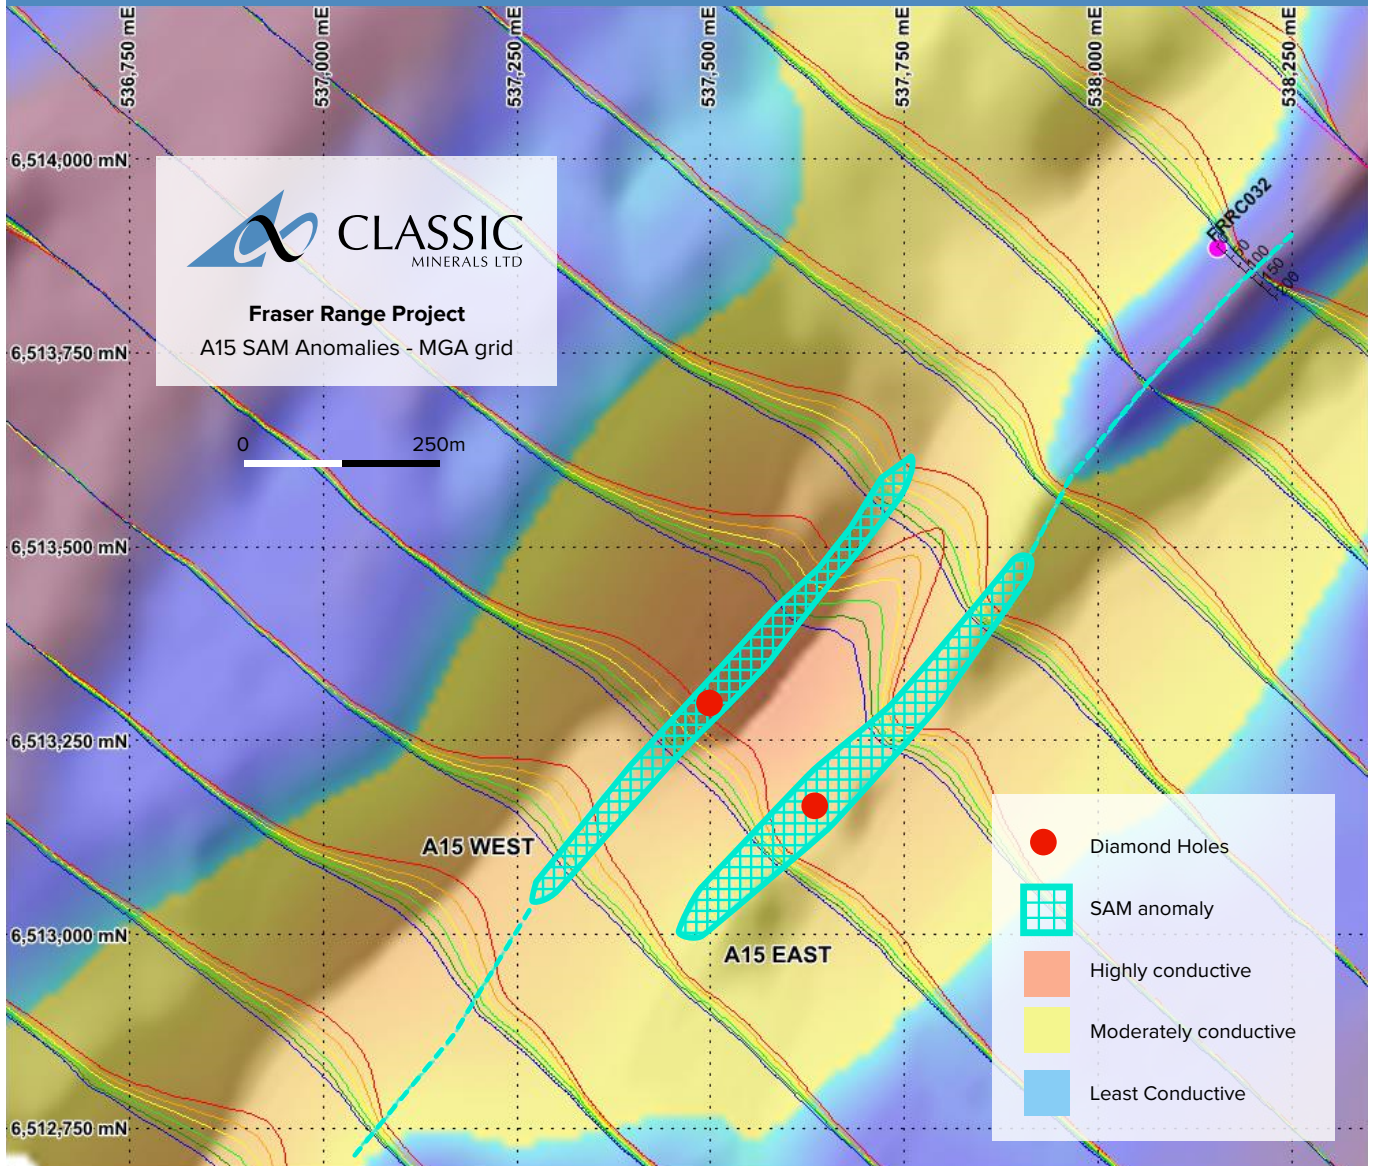 536,750 mE
537,000 mE
537,250 mE
537,500 mE
537,750 mE
538,000 mE
538,250 mE
6,514,000 mN
CLASSIC
MINERALS LTD
Fraser Range Project
A15 SAM Anomalies - MGA grid
FRRC032
0
50
100
150
200
6,513,750 mN
0 250m
6,513,500 mN
6,513,250 mN
A15 WEST
6,513,000 mN
A15 EAST
6,512,750 mN
Diamond Holes
SAM anomaly
Highly conductive
Moderately conductive
Least Conductive